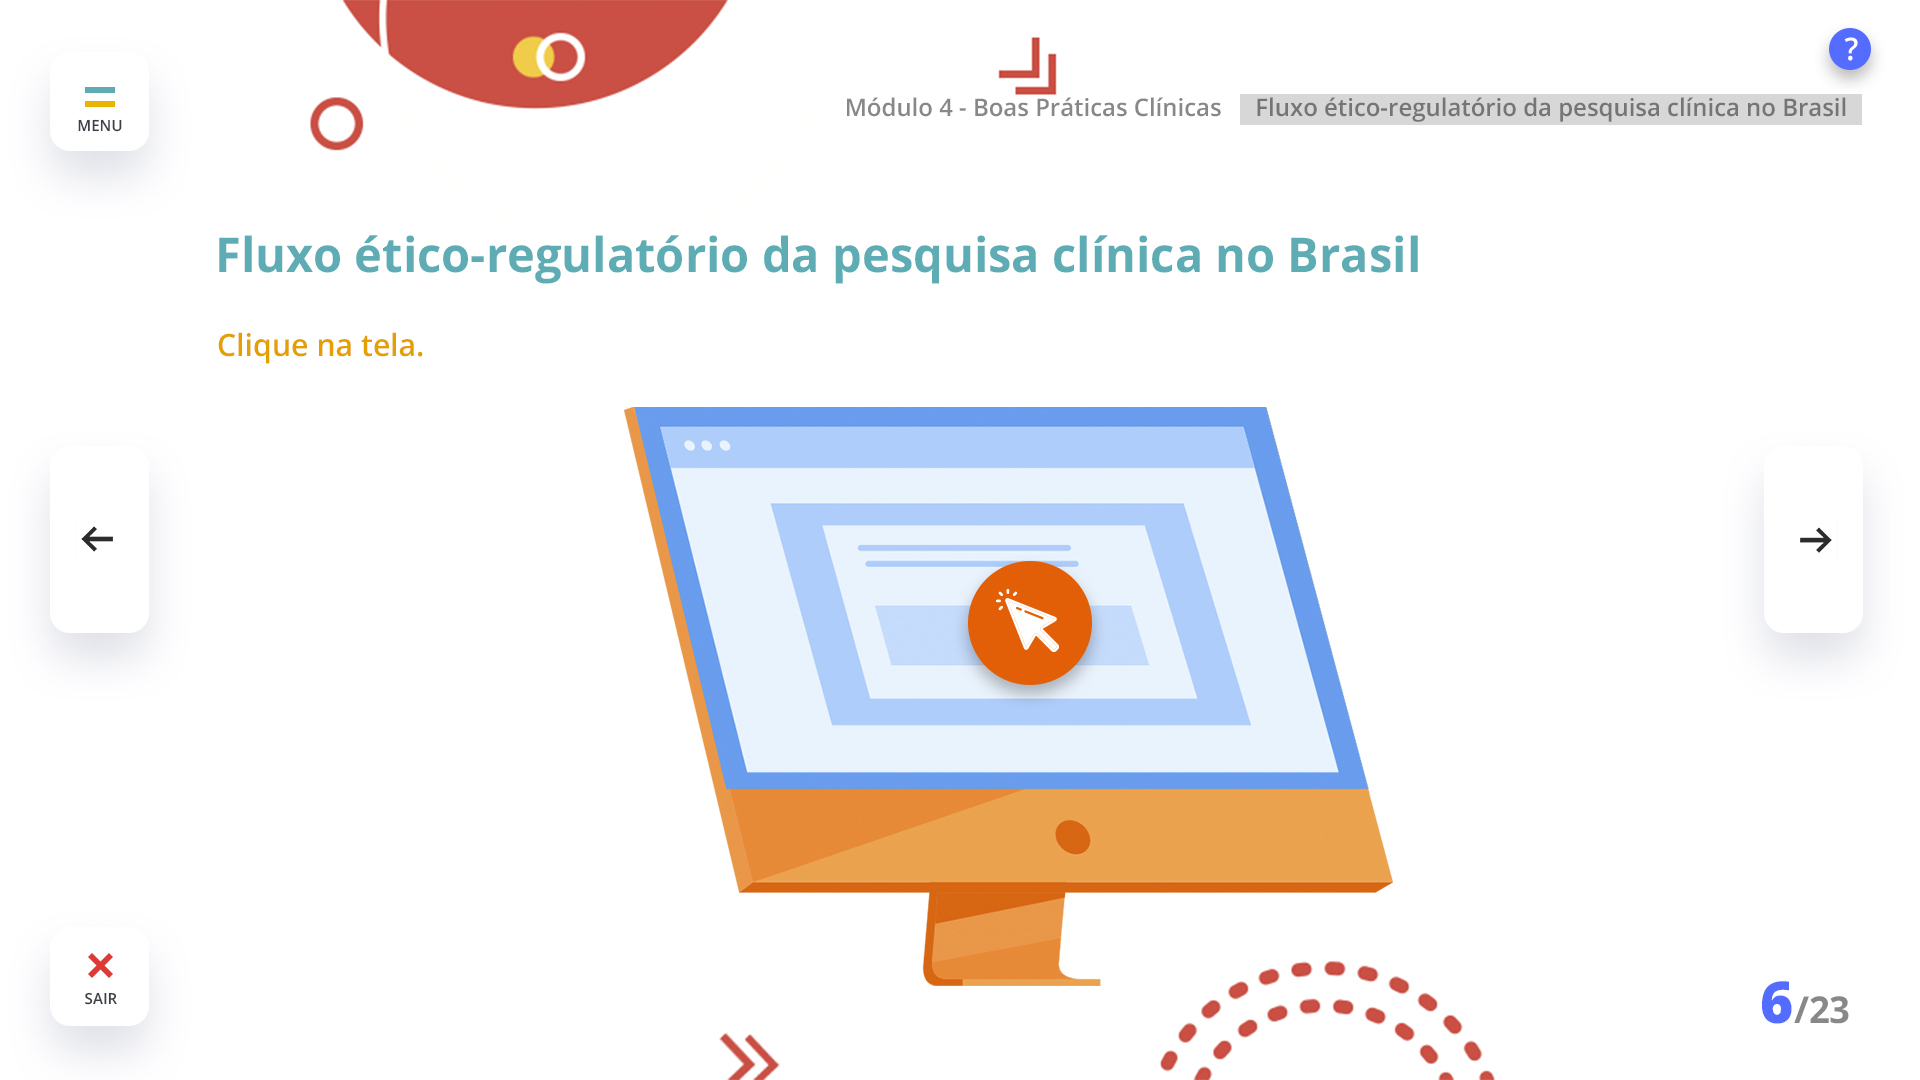 MENU
?
Módulo 4 - Boas Práticas Clínicas
Fluxo ético-regulatório da pesquisa clínica no Brasil
Fluxo ético-regulatório da pesquisa clínica no Brasil
Clique na tela.
SAIR
6/23